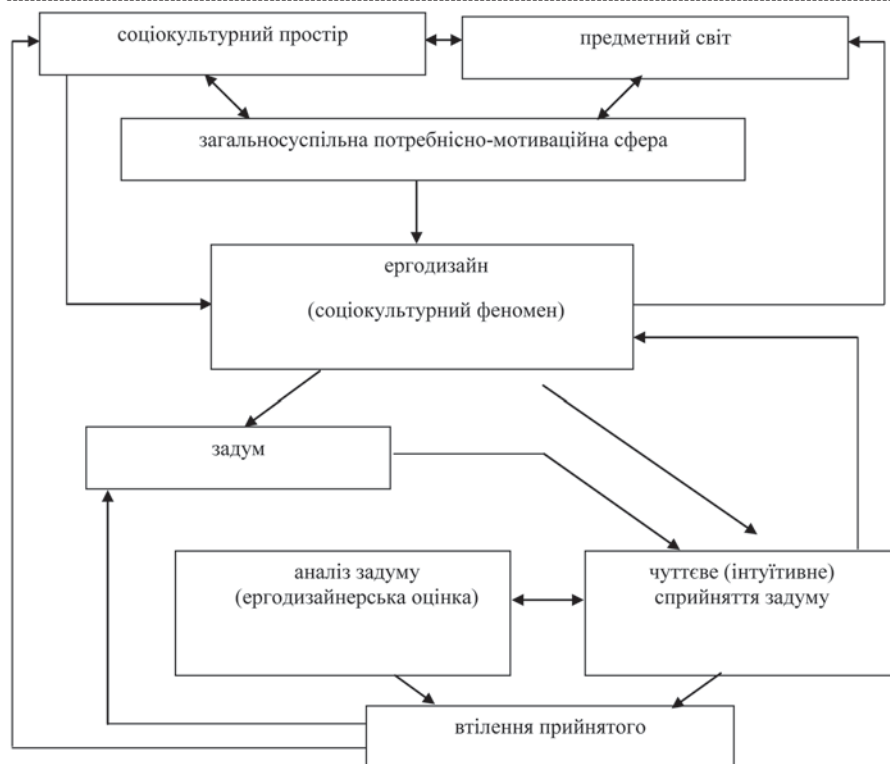 соціокультурний простір
предметний світ
загальносуспільна потребнісно-мотиваційна сфера
ергодизайн
(соціокультурний феномен)
задум
аналіз задуму
(ергодизайнерська оцінка)
чуттєве (інтуїтивне)
сприйняття задуму
втілення прийнятого